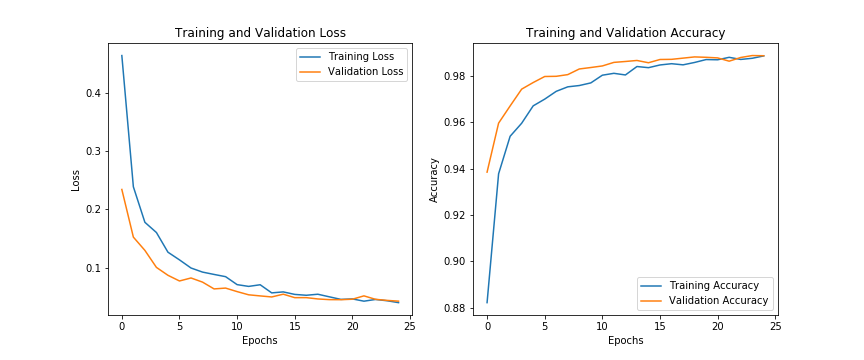 Training and Validation Loss
Training Loss
Validation Loss
0.4
0.3
0.2
0.1
Loss
0
5
10
15
20
25
Epochs
Training and Validation Accuracy
0.98
0.96
0.94
0.92
0.90
0.88
Accuracy
Training Accuracy
Validation Accuracy
0
5
10
15
20
25
Epochs